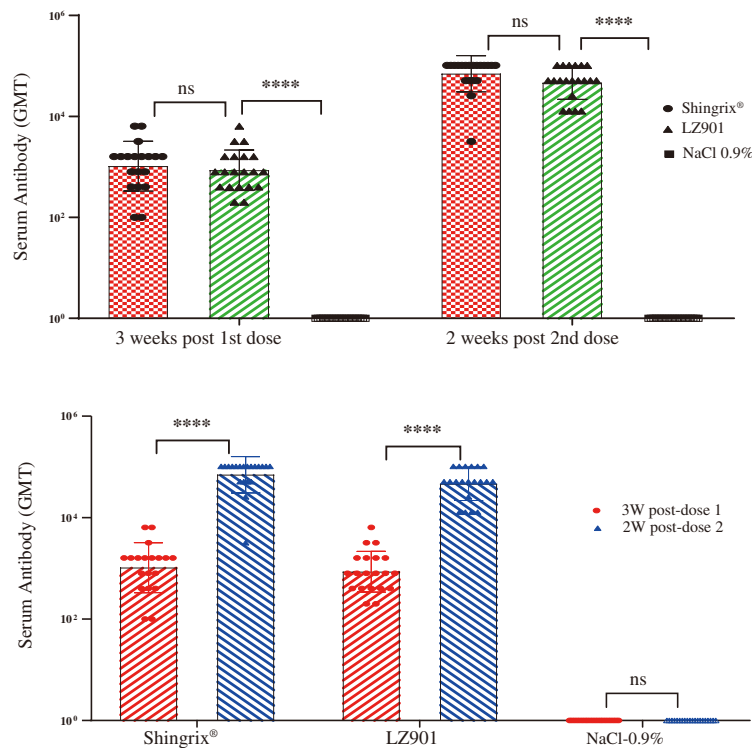 10⁶
ns
****
Serum Antibody (GMT)
10⁴
ns
****
Shingrix®
LZ901
NaCl 0.9%
10²
10⁰
3 weeks post 1st dose
2 weeks post 2nd dose
10⁶
****
****
Serum Antibody (GMT)
10⁴
3W post-dose 1
2W post-dose 2
10²
ns
10⁰
Shingrix®
LZ901
NaCl-0.9%